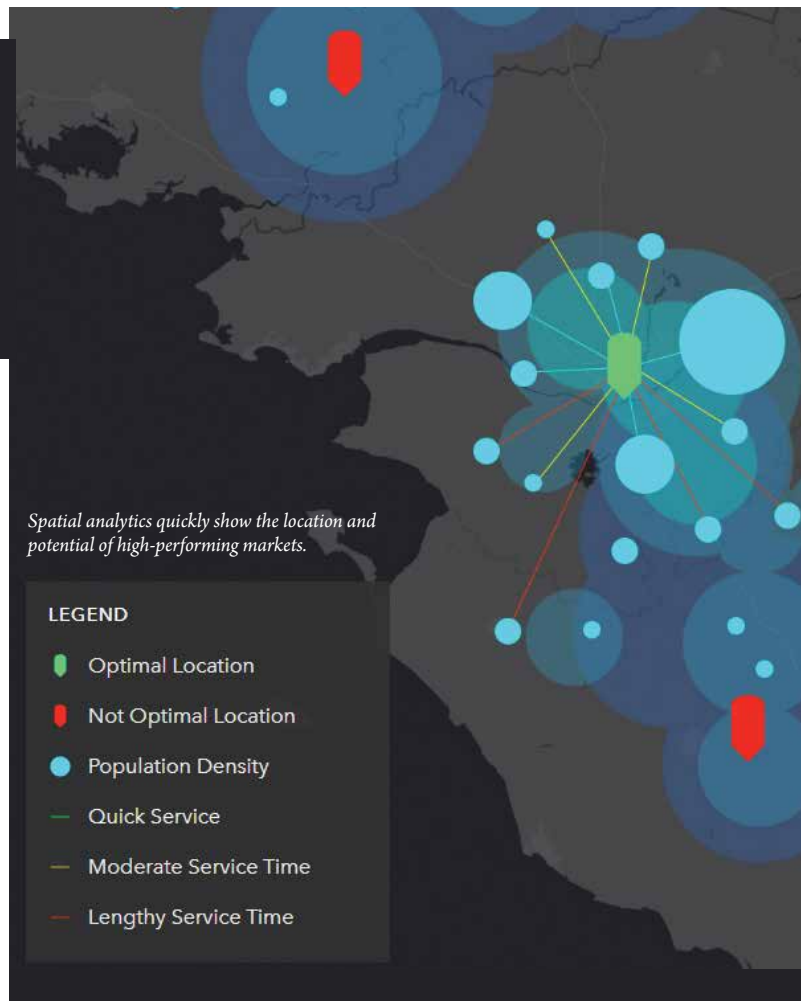 Spatial analytics quickly show the location and
potential of high-performing markets.
LEGEND
Optimal Location
Not Optimal Location
Population Density
Quick Service
Moderate Service Time
Lengthy Service Time